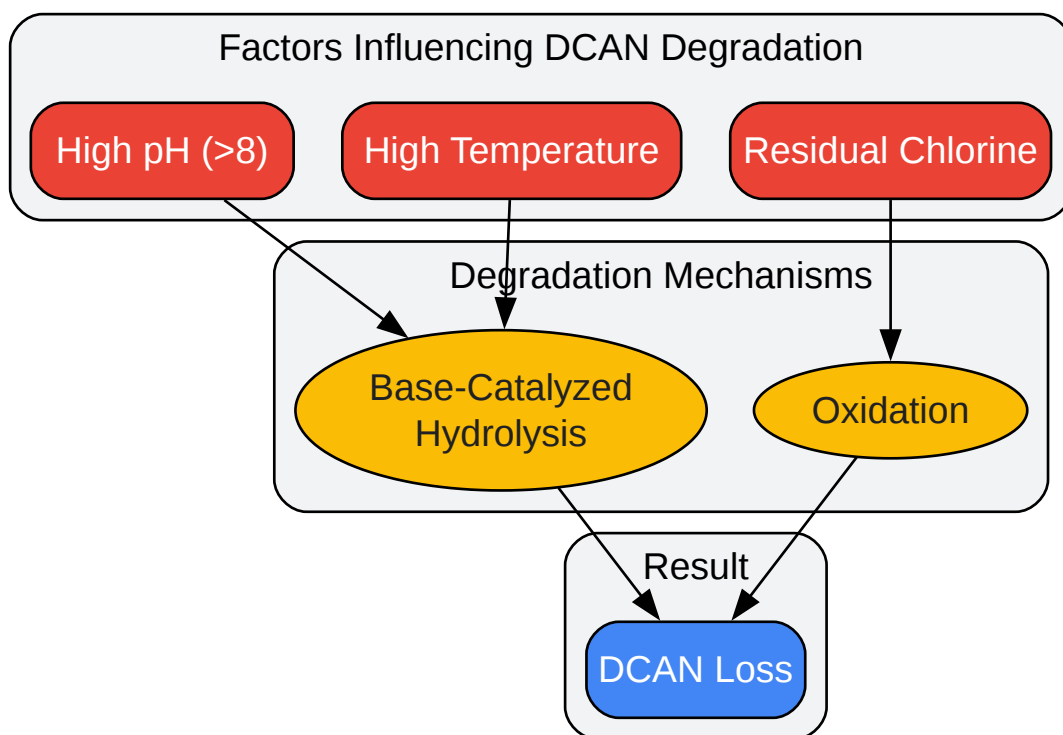 Factors Influencing DCAN Degradation
High pH (>8)
High Temperature
Residual Chlorine
Degradation Mechanisms
Base-Catalyzed
Hydrolysis
Oxidation
Result
DCAN Loss